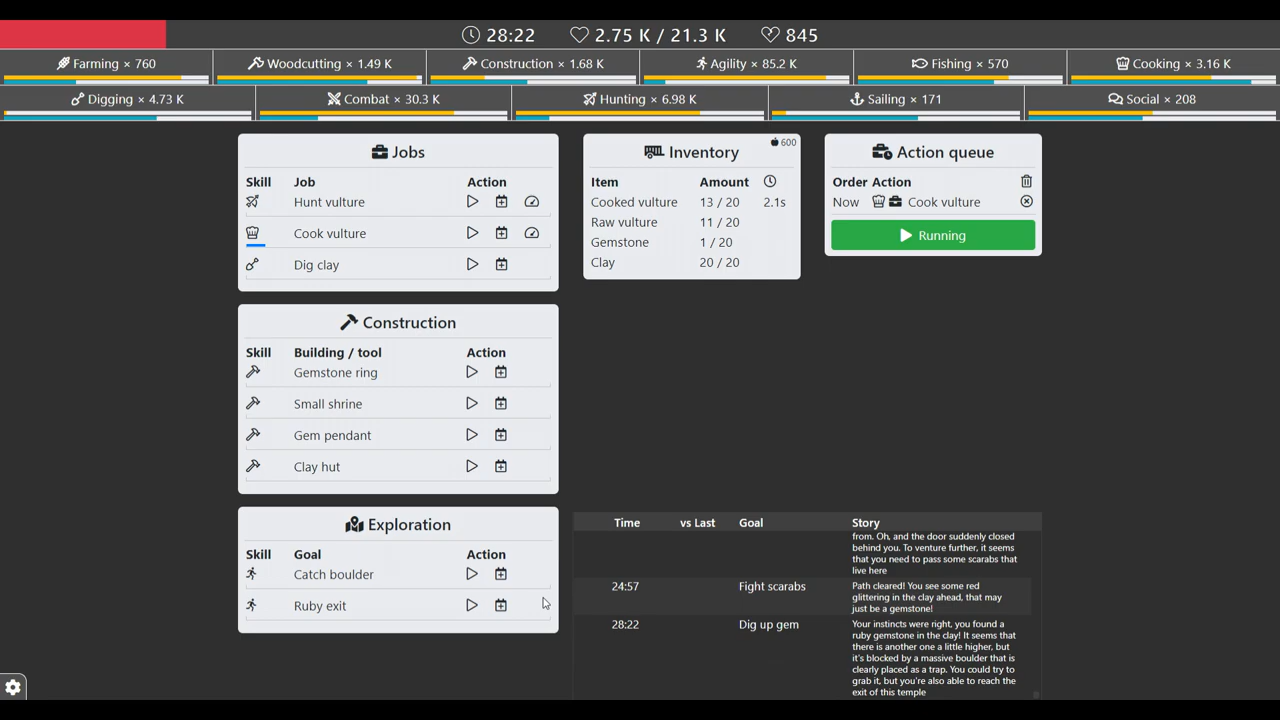 28:22 2.75 K / 21.3 K 845
Farming × 760 Woodcutting × 1.49 K Construction × 1.68 K Agility × 85.2 K Fishing × 570 Cooking × 3.16 K
Digging × 4.73 K Combat × 30.3 K Hunting × 6.98 K Sailing × 171 Social × 208
Jobs
Skill Job Action
Hunt vulture
Cook vulture
Dig clay
Construction
Skill Building / tool Action
Gemstone ring
Small shrine
Gem pendant
Clay hut
Exploration
Skill Goal Action
Catch boulder
Ruby exit
600
Inventory
Item Amount
Cooked vulture 13 / 20 2.1s
Raw vulture 11 / 20
Gemstone 1 / 20
Clay 20 / 20
Action queue
Order Action
Now Cook vulture
Running
Time vs Last Goal Story
from. Oh, and the door suddenly closed
behind you. To venture further, it seems
that you need to pass some scarabs that
live here
24:57 Fight scarabs Path cleared! You see some red
glittering in the clay ahead, that may
just be a gemstone!
28:22 Dig up gem Your instincts were right, you found a
ruby gemstone in the clay! It seems that
there is another one a little higher, but
it's blocked by a massive boulder that is
clearly placed as a trap. You could try to
grab it, but you're also able to reach the
exit of this temple